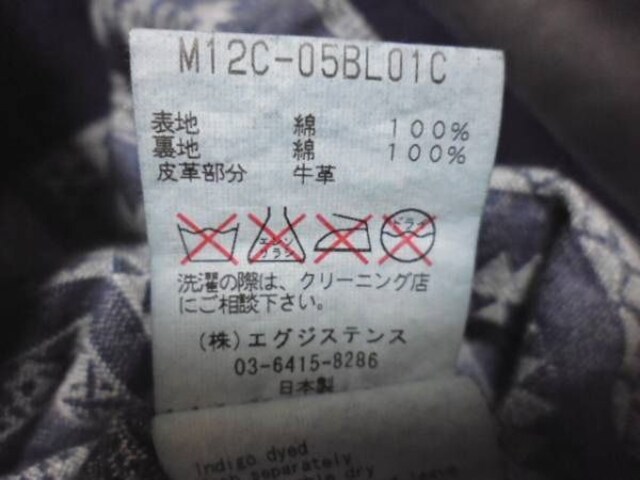 M12C-05BL01C
表地 綿 100%
裏地 綿 100%
皮革部分 牛革
エンソ ドライ
サラシ
洗濯の際は、クリーニング店
にご相談下さい。
(株)エグジステンス
03-6415-8286
日本製
Indigo dyed
separately
dry